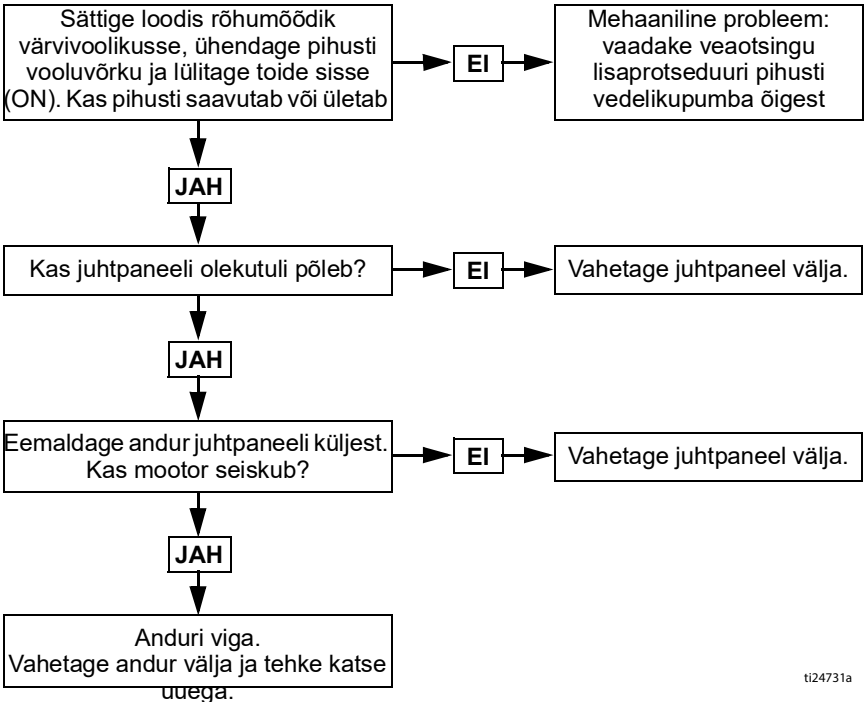 Sättige loodis rõhumõõdik
värvivoolikusse, ühendage pihusti
vooluvõrku ja lülitage toide sisse
(ON). Kas pihusti saavutab või ületab
EI
Mehaaniline probleem:
vaadake veaotsingu
lisaprotseduuri pihusti
vedelikupumba õigest
JAH
Kas juhtpaneeli olekutuli põleb?
EI
Vahetage juhtpaneel välja.
JAH
Eemaldage andur juhtpaneeli küljest.
Kas mootor seiskub?
EI
Vahetage juhtpaneel välja.
JAH
Anduri viga.
Vahetage andur välja ja tehke katse
uuega.
ti24731a